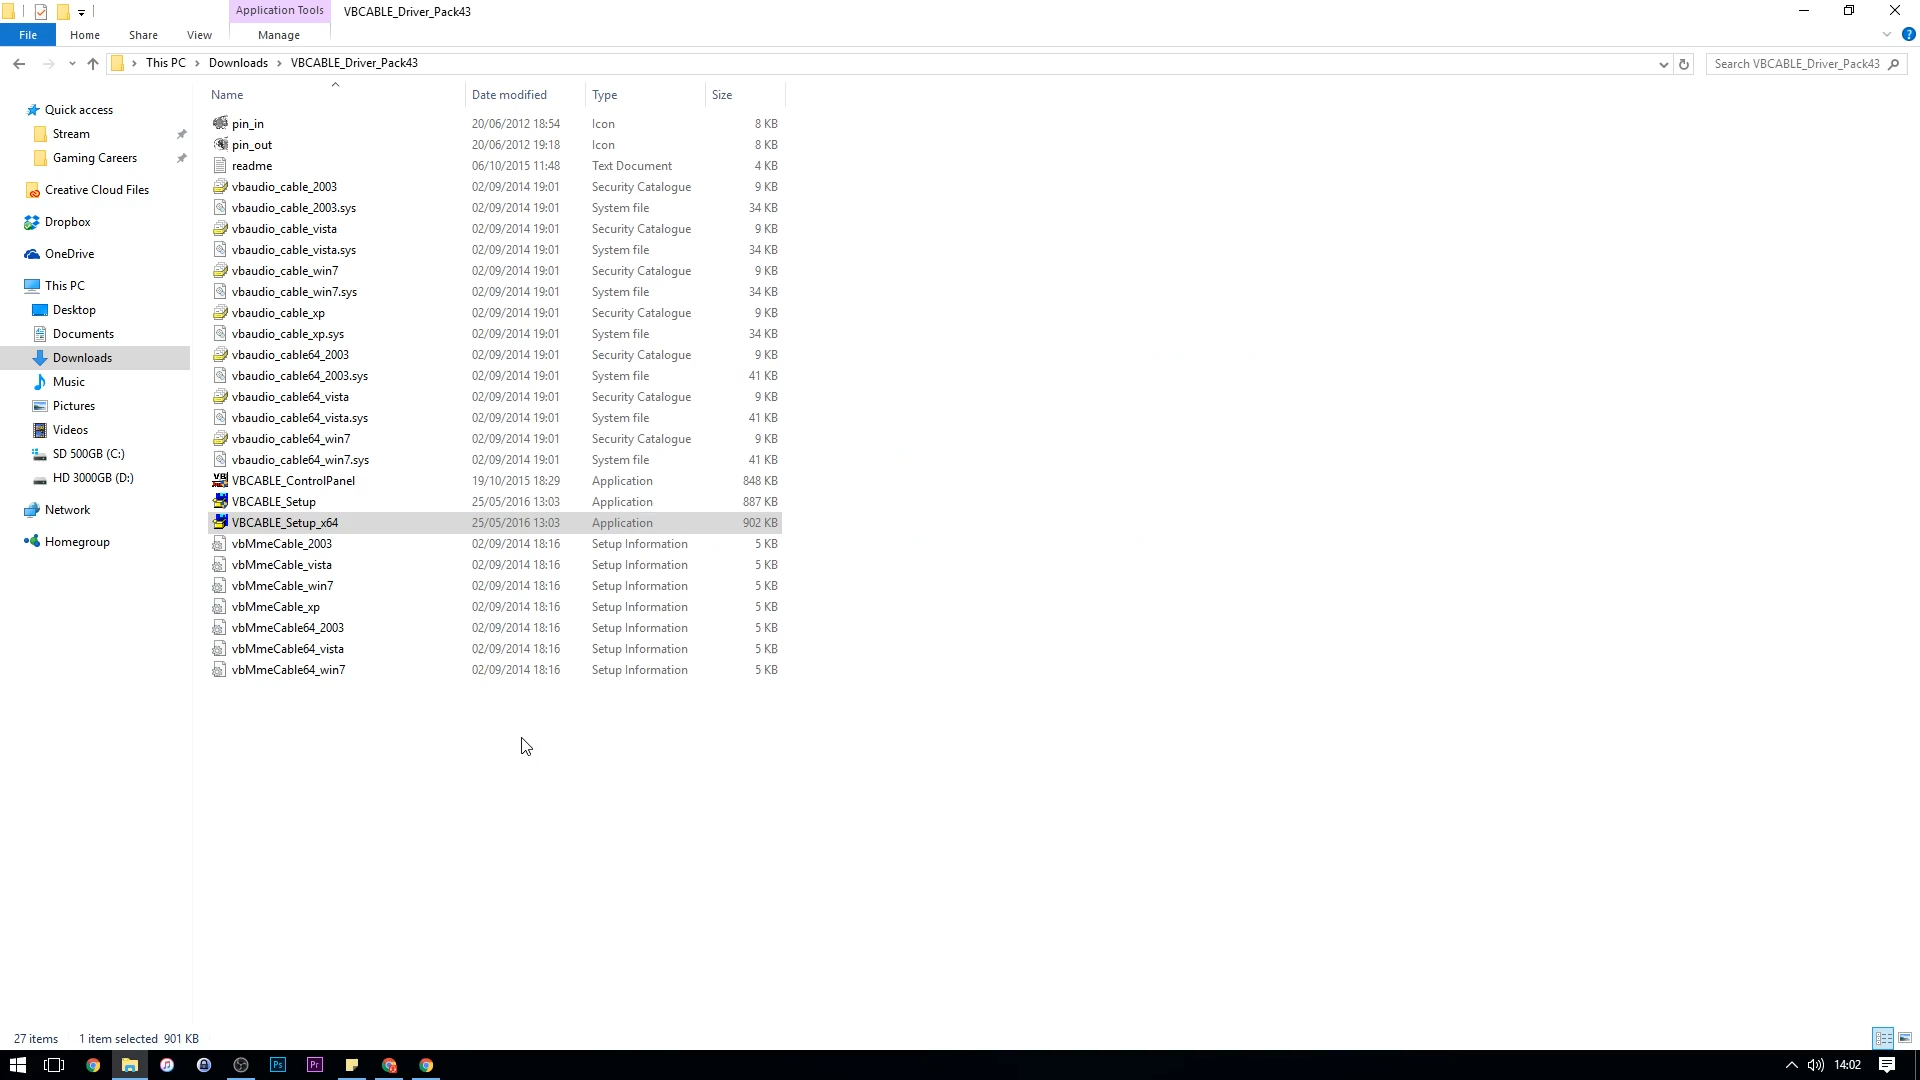 Application Tools VBCABLE_Driver_Pack43
File Home Share View Manage
This PC Downloads VBCABLE_Driver_Pack43 Search VBCABLE_Driver_Pack43
Name Date modified Type Size
Quick access
Stream
Gaming Careers
Creative Cloud Files
Dropbox
OneDrive
This PC
Desktop
Documents
Downloads
Music
Pictures
Videos
SD 500GB (C:)
HD 3000GB (D:)
Network
Homegroup
pin_in 20/06/2012 18:54 Icon 8 KB
pin_out 20/06/2012 19:18 Icon 8 KB
readme 06/10/2015 11:48 Text Document 4 KB
vbaudio_cable_2003 02/09/2014 19:01 Security Catalogue 9 KB
vbaudio_cable_2003.sys 02/09/2014 19:01 System file 34 KB
vbaudio_cable_vista 02/09/2014 19:01 Security Catalogue 9 KB
vbaudio_cable_vista.sys 02/09/2014 19:01 System file 34 KB
vbaudio_cable_win7 02/09/2014 19:01 Security Catalogue 9 KB
vbaudio_cable_win7.sys 02/09/2014 19:01 System file 34 KB
vbaudio_cable_xp 02/09/2014 19:01 Security Catalogue 9 KB
vbaudio_cable_xp.sys 02/09/2014 19:01 System file 34 KB
vbaudio_cable64_2003 02/09/2014 19:01 Security Catalogue 9 KB
vbaudio_cable64_2003.sys 02/09/2014 19:01 System file 41 KB
vbaudio_cable64_vista 02/09/2014 19:01 Security Catalogue 9 KB
vbaudio_cable64_vista.sys 02/09/2014 19:01 System file 41 KB
vbaudio_cable64_win7 02/09/2014 19:01 Security Catalogue 9 KB
vbaudio_cable64_win7.sys 02/09/2014 19:01 System file 41 KB
VBCABLE_ControlPanel 19/10/2015 18:29 Application 848 KB
VBCABLE_Setup 25/05/2016 13:03 Application 887 KB
VBCABLE_Setup_x64 25/05/2016 13:03 Application 902 KB
vbMmeCable_2003 02/09/2014 18:16 Setup Information 5 KB
vbMmeCable_vista 02/09/2014 18:16 Setup Information 5 KB
vbMmeCable_win7 02/09/2014 18:16 Setup Information 5 KB
vbMmeCable_xp 02/09/2014 18:16 Setup Information 5 KB
vbMmeCable64_2003 02/09/2014 18:16 Setup Information 5 KB
vbMmeCable64_vista 02/09/2014 18:16 Setup Information 5 KB
vbMmeCable64_win7 02/09/2014 18:16 Setup Information 5 KB
27 items 1 item selected 901 KB
Ps Pr 14:02